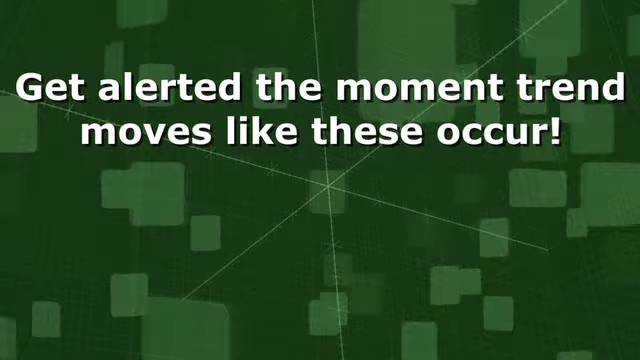 Get alerted the moment trend
moves like these occur!